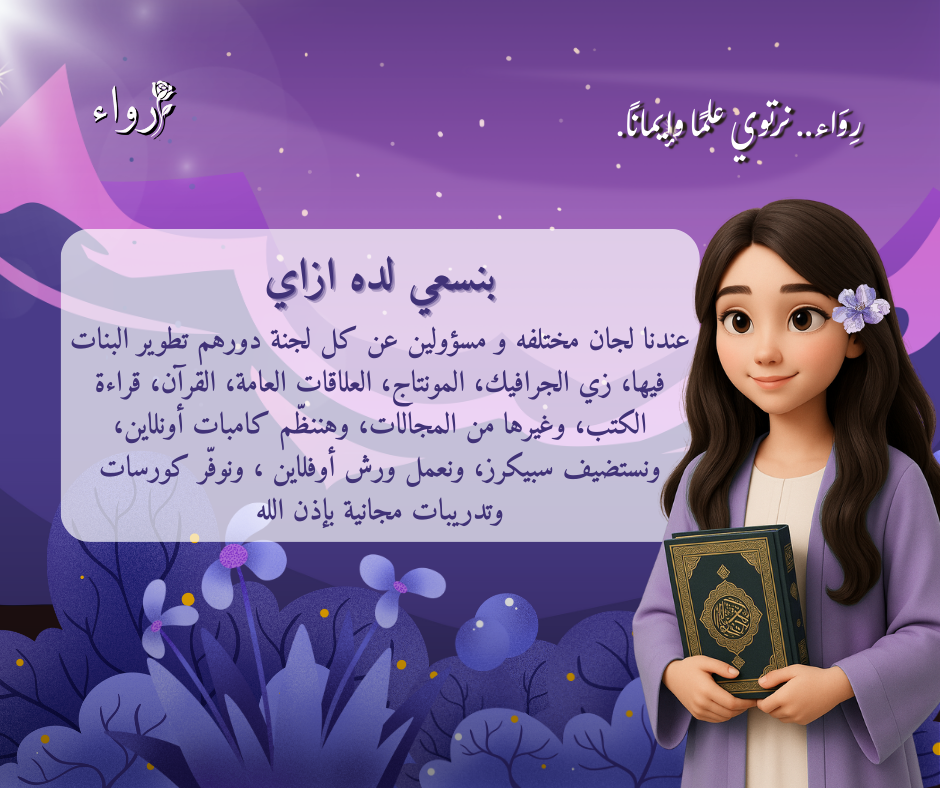 رِوَاء.. نرتوي علمًا وإيمانًا.
رواء
بنسعي لده ازاي
عندنا لجان مختلفه و مسؤولين عن كل لجنة دورهم تطوير البنات
فيها، زي الجرافيك، المونتاج، العلاقات العامة، القرآن، قراءة
الكتب، وغيرها من المجالات، وهننظّم كامبات أونلاين،
ونستضيف سبيكرز، ونعمل ورش أوفلاين ، ونوفّر كورسات
وتدريبات مجانية بإذن الله